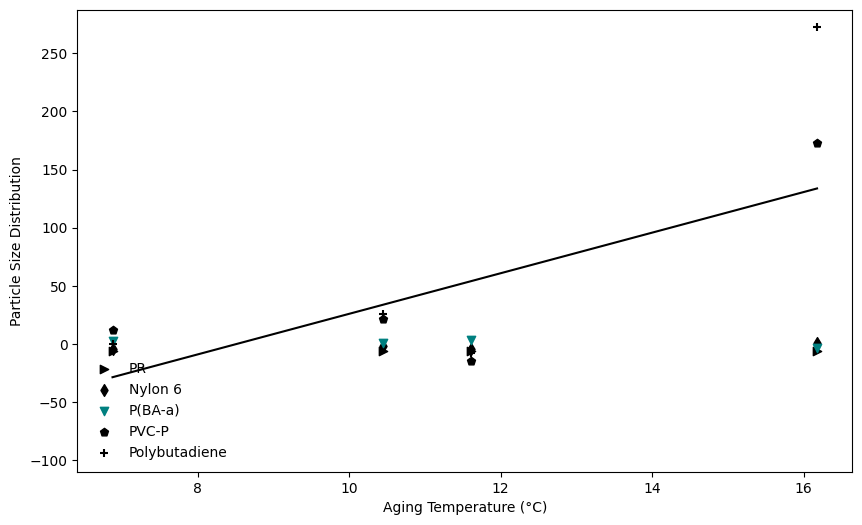 250
200
150
100
50
0
−50
−100
Particle Size Distribution
PR
Nylon 6
P(BA-a)
PVC-P
Polybutadiene
8 10 12 14 16
Aging Temperature (°C)